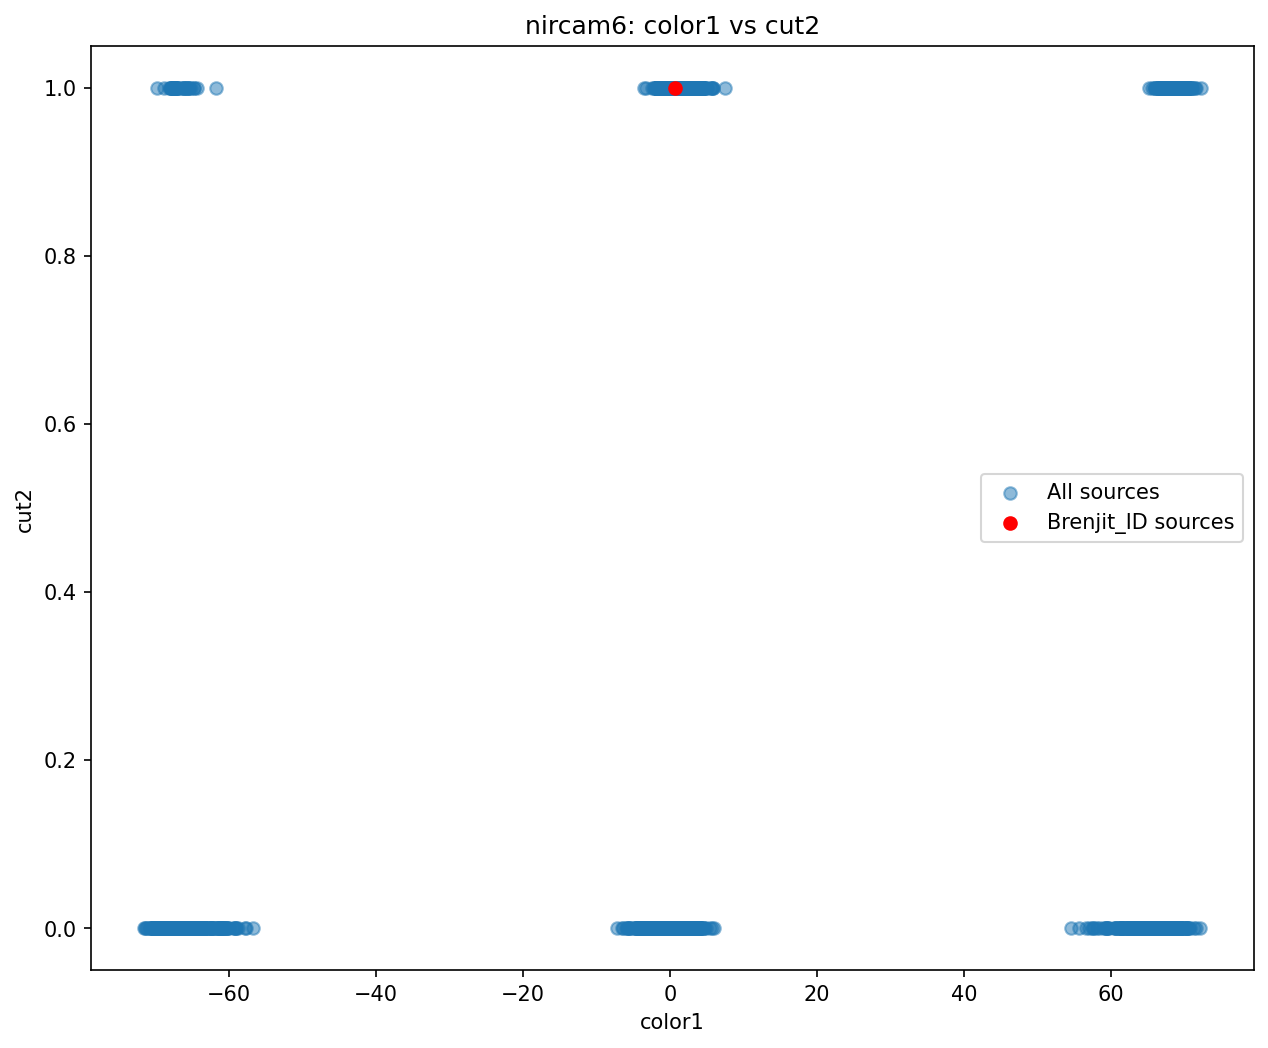 nircam6: color1 vs cut2
1.0
0.8
0.6
0.4
0.2
0.0
cut2
All sources
Brenjit_ID sources
−60
−40
−20
0
20
40
60
color1